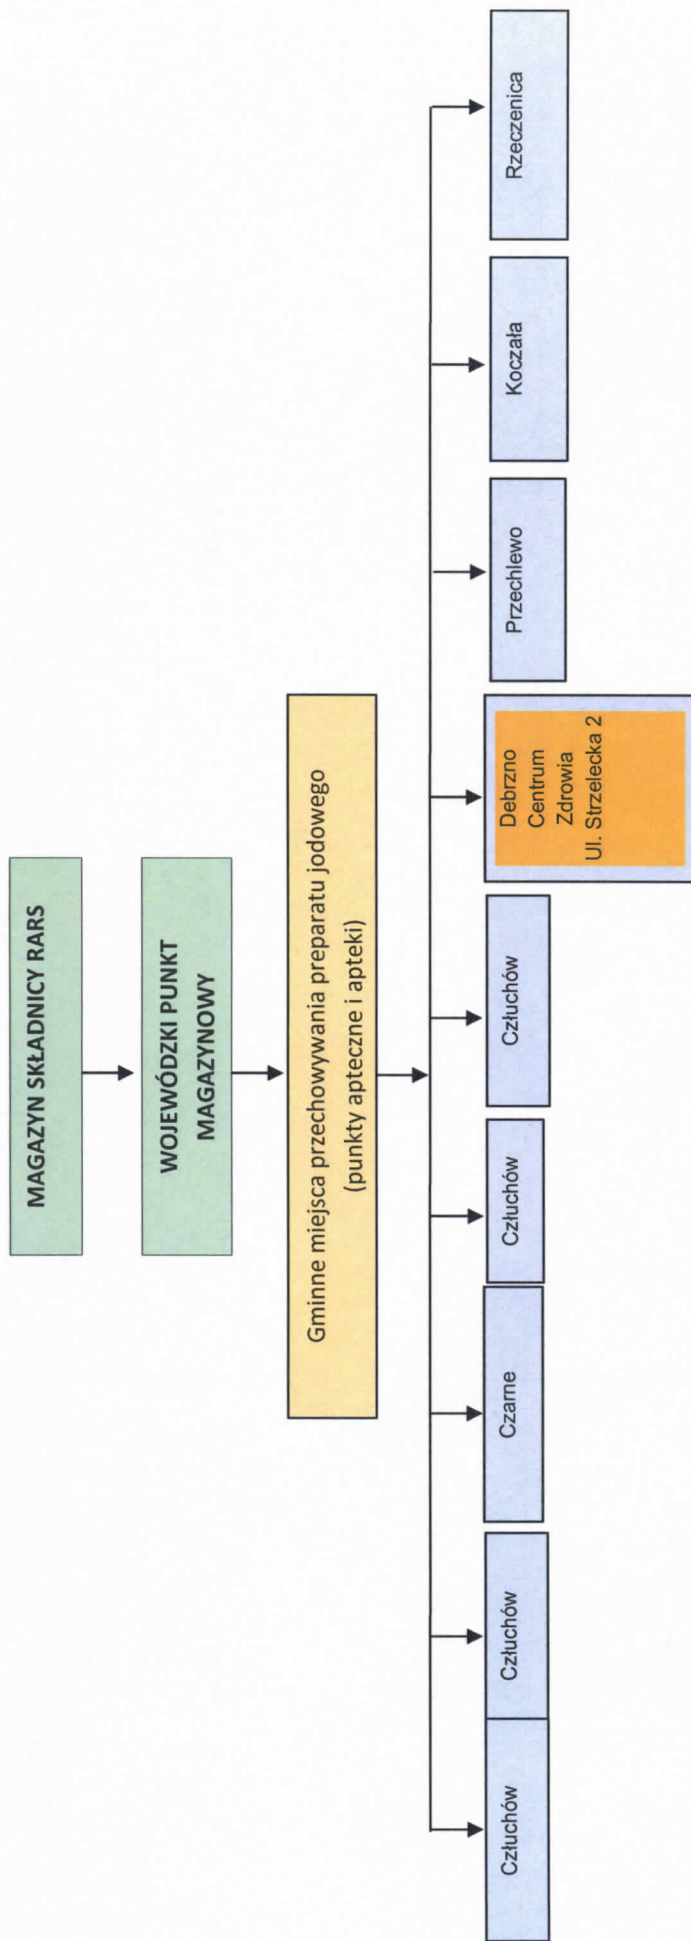 MAGAZYN SKŁADNICY RARS
WOJEWÓDZKI PUNKT
MAGAZYNOWY
Gminne miejsca przechowywania preparatu jodowego
(punkty apteczne i apteki)
Człuchów
Człuchów
Czarne
Człuchów
Człuchów
Debrzno
Centrum
Zdrowia
Ul. Strzelecka 2
Przechlewo
Koczała
Rzeczenica